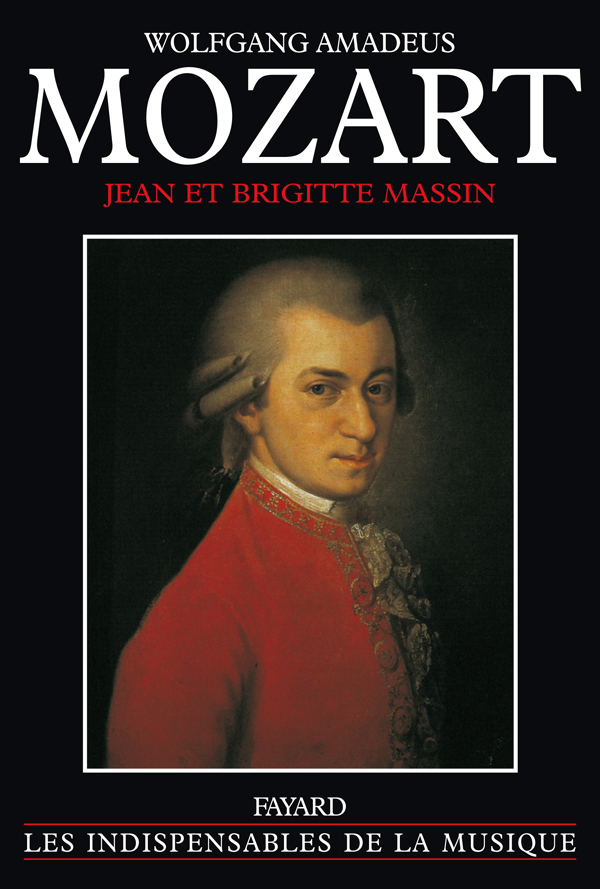 WOLFGANG AMADEUS
MOZART
JEAN ET BRIGITTE MASSIN
FAYARD
LES INDISPENSABLES DE LA MUSIQUE